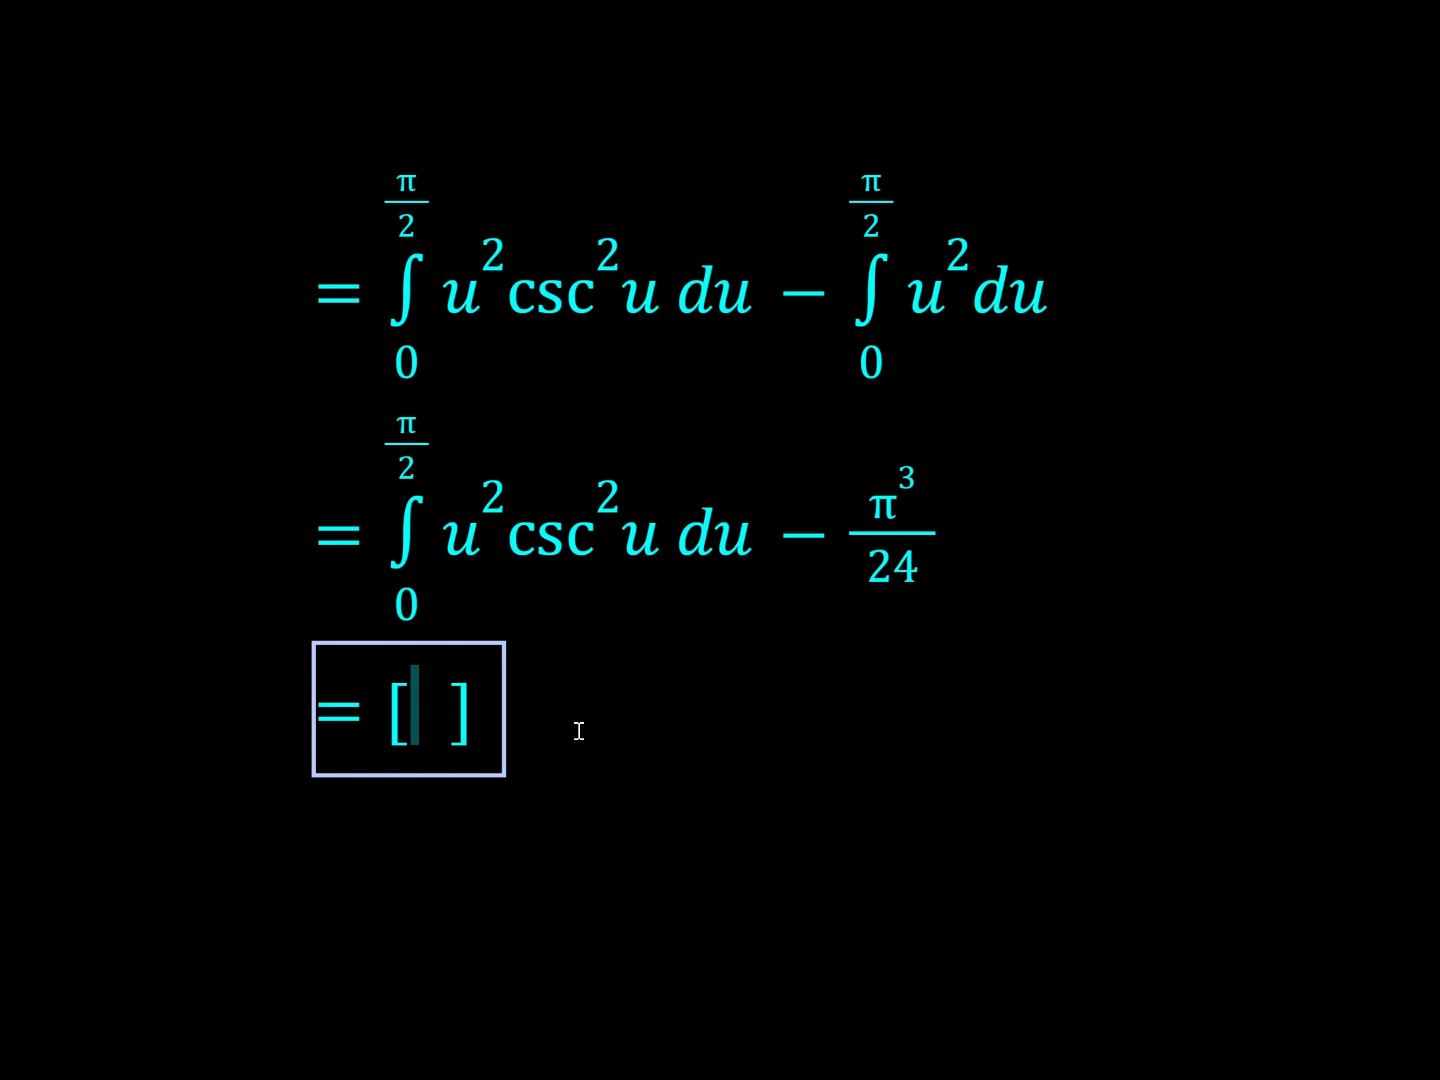 = ∫₀^(π/2) u²csc²u du − ∫₀^(π/2) u²du
= ∫₀^(π/2) u²csc²u du − π³/24
= [ ]